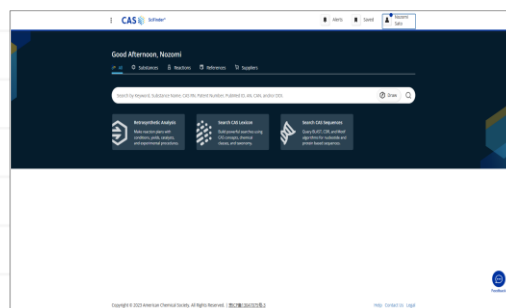 CAS SciFinder®
Alerts
Saved
Nozomi
Sato
Good Afternoon, Nozomi
All
Substances
Reactions
References
Suppliers
Search by Keyword, Substance Name, CAS RN, Patent Number, PubMed ID, AN, CAN, and/or DOI
Draw
Retrosynthetic Analysis
Make reaction plans with
conditions, yields, catalysts,
and experimental procedures.
Search CAS Lexicon
Build powerful searches using
CAS concepts, chemical
classes, and taxonomy.
Search CAS Sequences
Query BLAST, CDR, and Motif
algorithms for nucleotide and
protein based sequences.
Feedback
Copyright © 2023 American Chemical Society. All Rights Reserved. |
Help
Contact Us
Legal